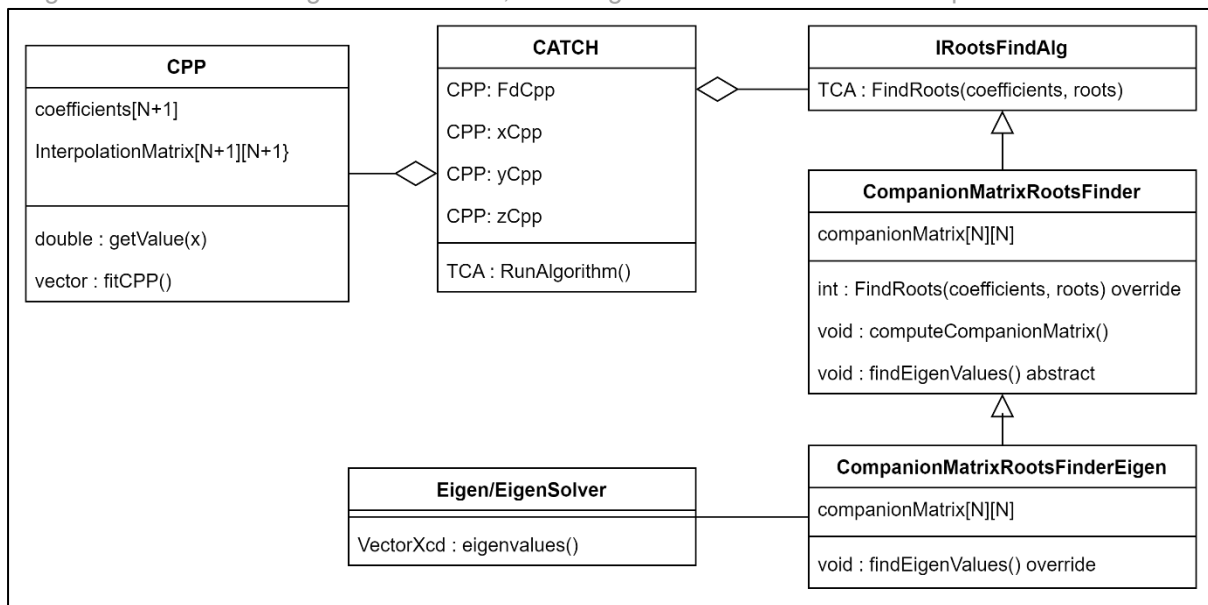 CPP
coefficients[N+1]
InterpolationMatrix[N+1][N+1}
double : getValue(x)
vector : fitCPP()
CATCH
CPP: FdCpp
CPP: xCpp
CPP: yCpp
CPP: zCpp
TCA : RunAlgorithm()
IRootsFindAlg
TCA : FindRoots(coefficients, roots)
CompanionMatrixRootsFinder
companionMatrix[N][N]
int : FindRoots(coefficients, roots) override
void : computeCompanionMatrix()
void : findEigenValues() abstract
Eigen/EigenSolver
VectorXcd : eigenvalues()
CompanionMatrixRootsFinderEigen
companionMatrix[N][N]
void : findEigenValues() override